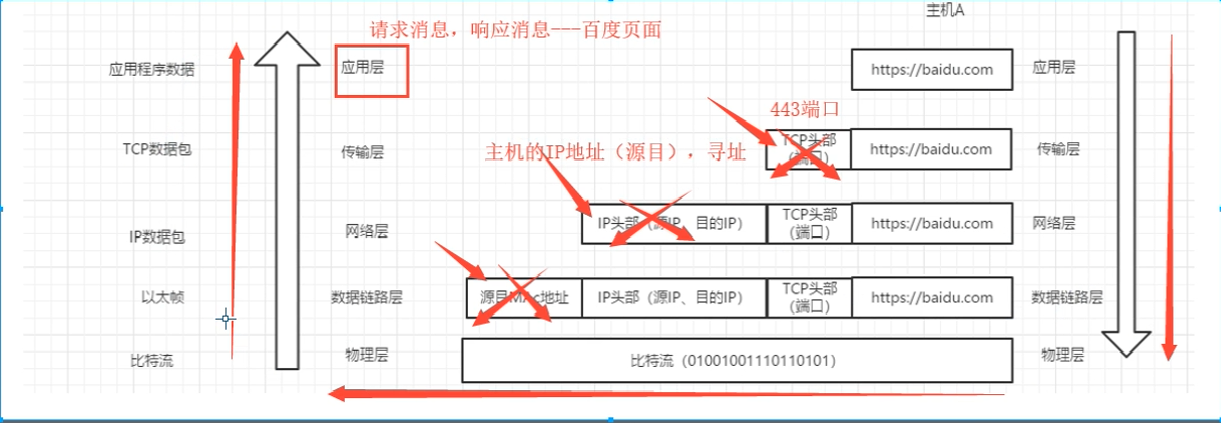 主机A
请求消息，响应消息---百度页面
应用程序数据
应用层
https://baidu.com
应用层
443端口
TCP数据包
传输层
主机的IP地址（源目），寻址
TCP头部
（端口）
https://baidu.com
传输层
IP数据包
网络层
IP头部（源IP、目的IP）
TCP头部
（端口）
https://baidu.com
网络层
以太帧
数据链路层
源目MAc地址
IP头部（源IP、目的IP）
TCP头部
（端口）
https://baidu.com
数据链路层
比特流
物理层
比特流（01001001110110101）
物理层